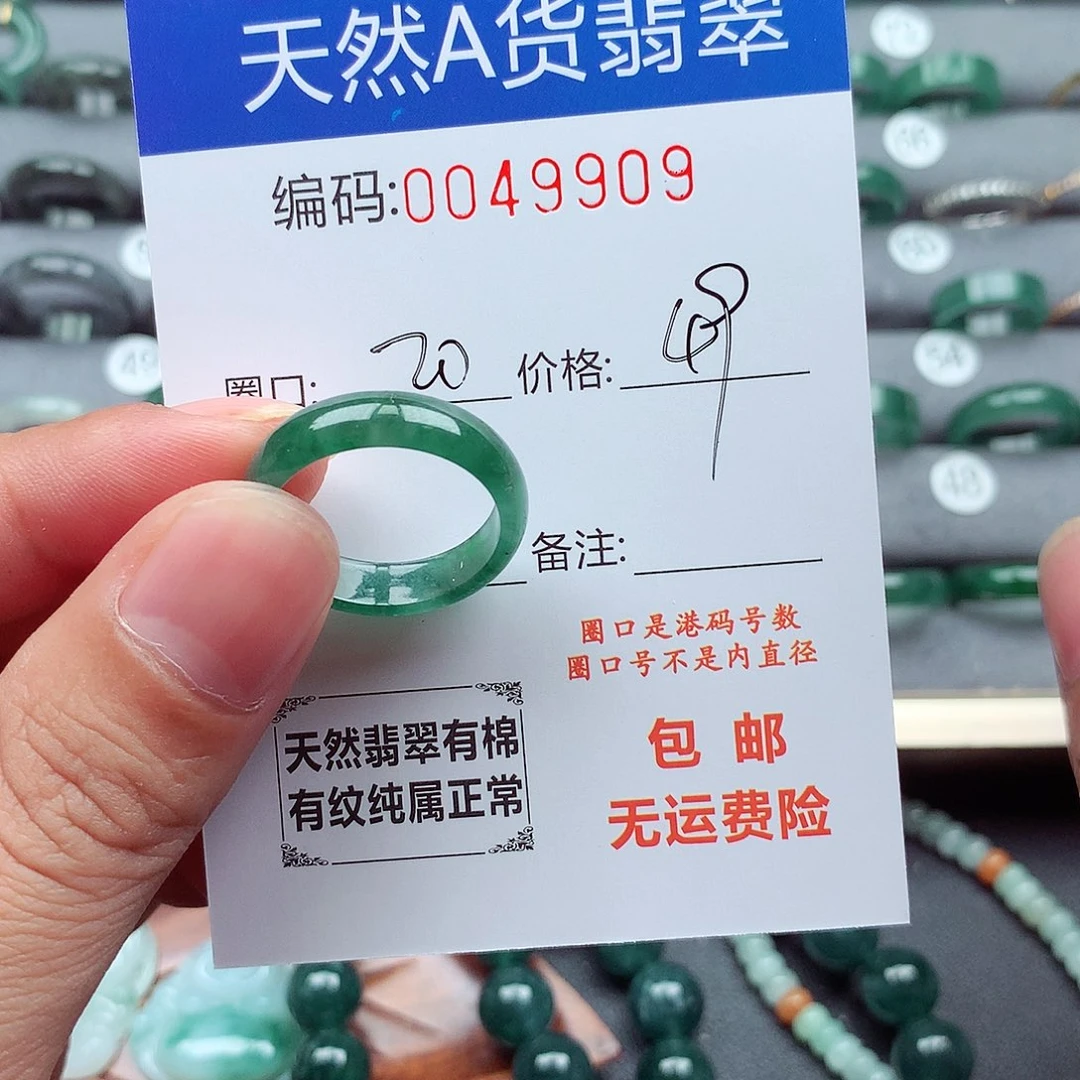 天然A货翡翠
编码:0049909
圈口: 20 价格: 49
备注:
圈口是港码号数
圈口号不是内直径
天然翡翠有棉
有纹纯属正常
包邮
无运费险
48